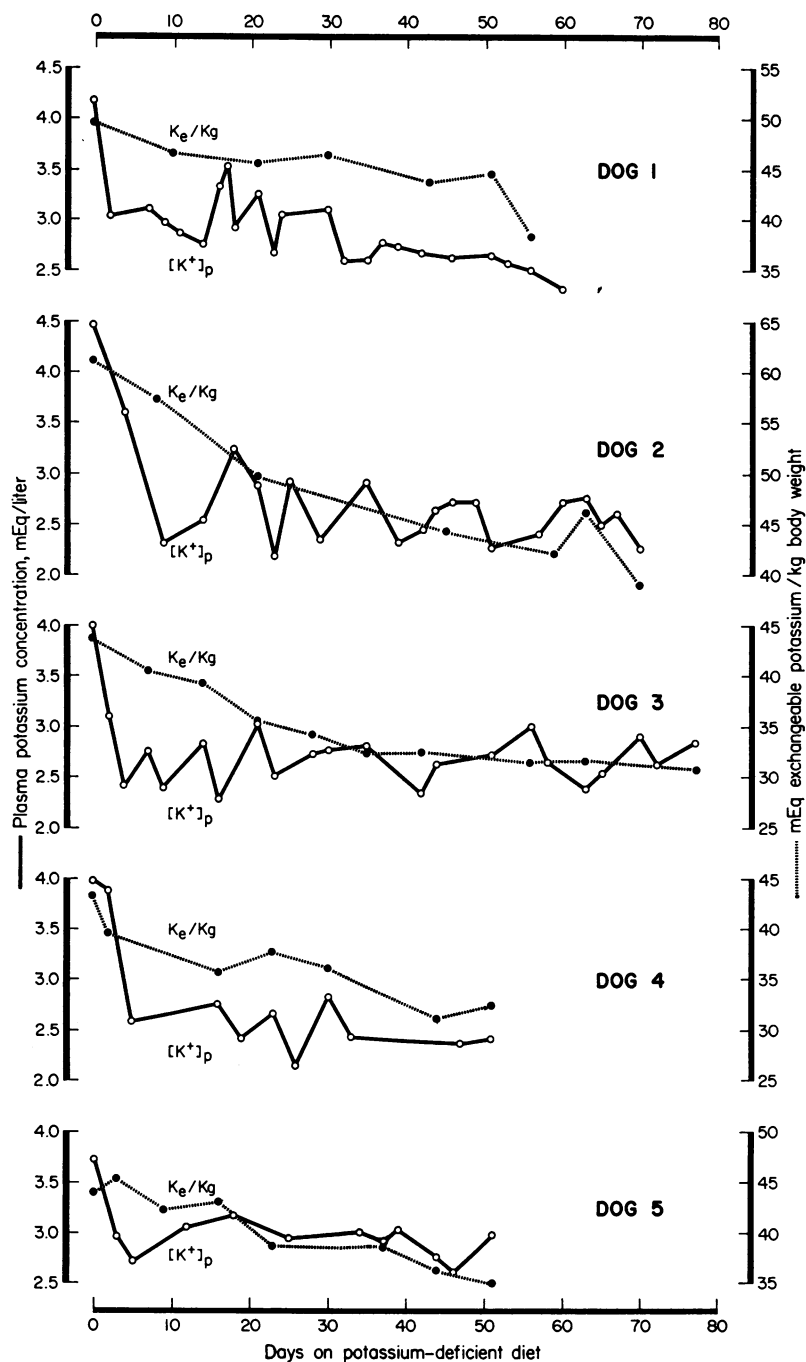 0 10 20 30 40 50 60 70 80
4.5
4.0
3.5
3.0
2.5
Ke/Kg
[K+]p
DOG 1
55
50
45
40
35
4.5
4.0
3.5
3.0
2.5
2.0
Ke/Kg
[K+]p
DOG 2
65
60
55
50
45
40
4.0
3.5
3.0
2.5
2.0
Ke/Kg
[K+]p
DOG 3
45
40
35
30
25
4.0
3.5
3.0
2.5
2.0
Ke/Kg
[K+]p
DOG 4
45
40
35
30
25
4.0
3.5
3.0
2.5
Ke/Kg
[K+]p
DOG 5
50
45
40
35
Plasma potassium concentration, mEq/liter
mEq exchangeable potassium/kg body weight
0 10 20 30 40 50 60 70 80
Days on potassium-deficient diet